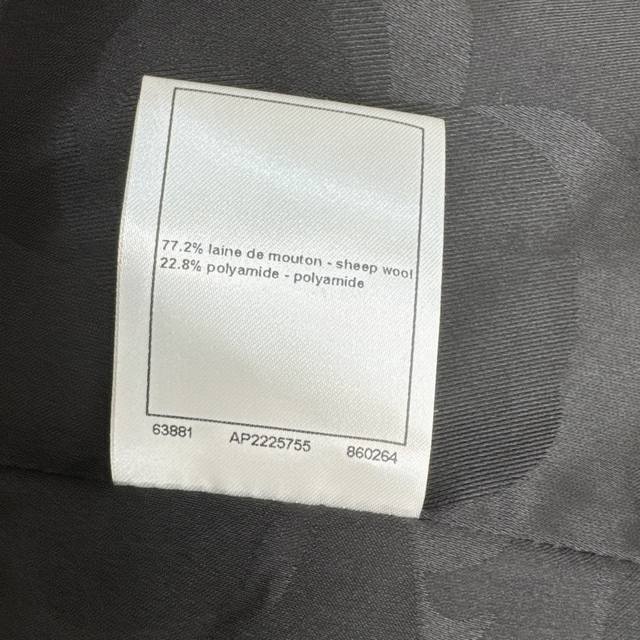 77.2% laine de mouton - sheep wool
22.8% polyamide - polyamide
63881 AP2225755 860264